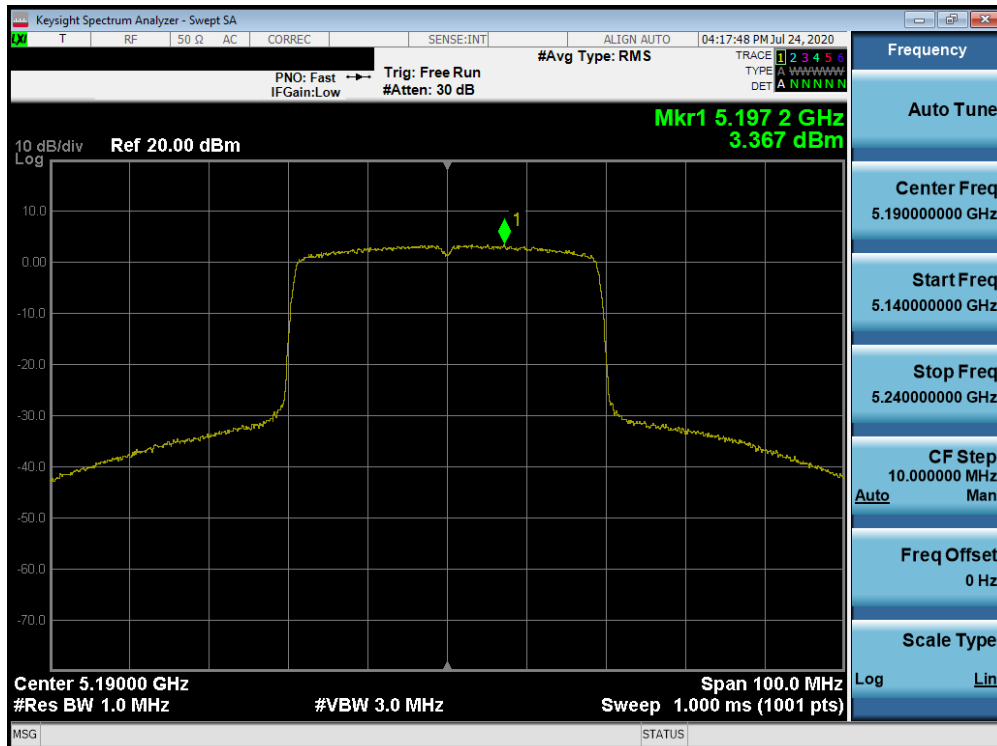 Keysight Spectrum Analyzer - Swept SA
LXI T RF 50 Ω AC CORREC SENSE:INT ALIGN AUTO 04:17:48 PM Jul 24, 2020
Frequency
#Avg Type: RMS
TRACE 1 2 3 4 5 6
TYPE A WWWWW
DET A N N N N N
PNO: Fast
IFGain:Low
Trig: Free Run
#Atten: 30 dB
Auto Tune
Mkr1 5.197 2 GHz
3.367 dBm
10 dB/div
Log
Ref 20.00 dBm
10.0
0.00
-10.0
-20.0
-30.0
-40.0
-50.0
-60.0
-70.0
1
Center Freq
5.190000000 GHz
Start Freq
5.140000000 GHz
Stop Freq
5.240000000 GHz
CF Step
10.000000 MHz
Auto Man
Freq Offset
0 Hz
Scale Type
Log Lin
Center 5.19000 GHz
Span 100.0 MHz
#Res BW 1.0 MHz
#VBW 3.0 MHz
Sweep 1.000 ms (1001 pts)
MSG
STATUS